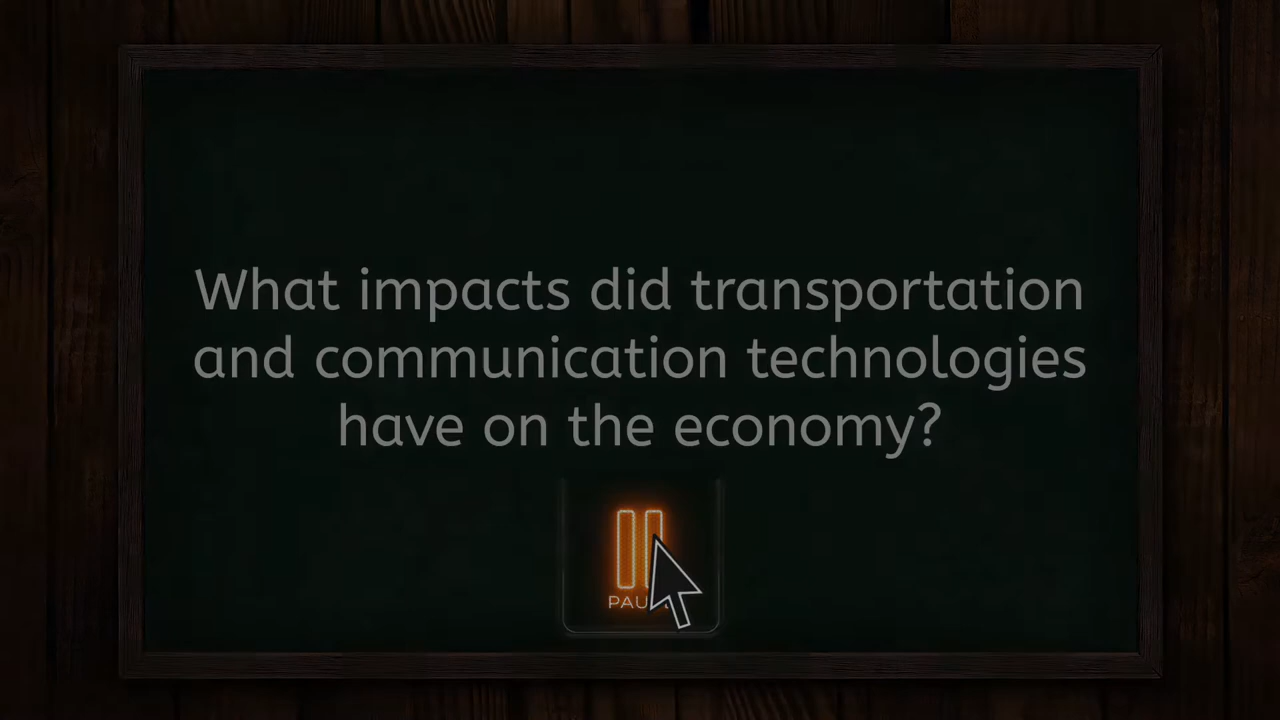 What impacts did transportation
and communication technologies
have on the economy?